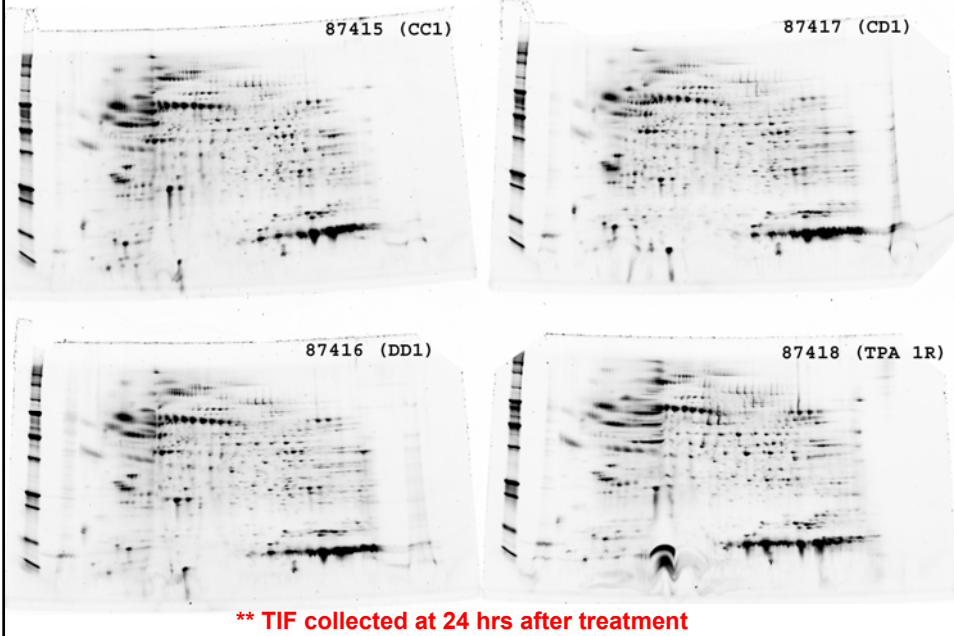 87415 (CC1)
87417 (CD1)
87416 (DD1)
87418 (TPA 1R)
** TIF collected at 24 hrs after treatment